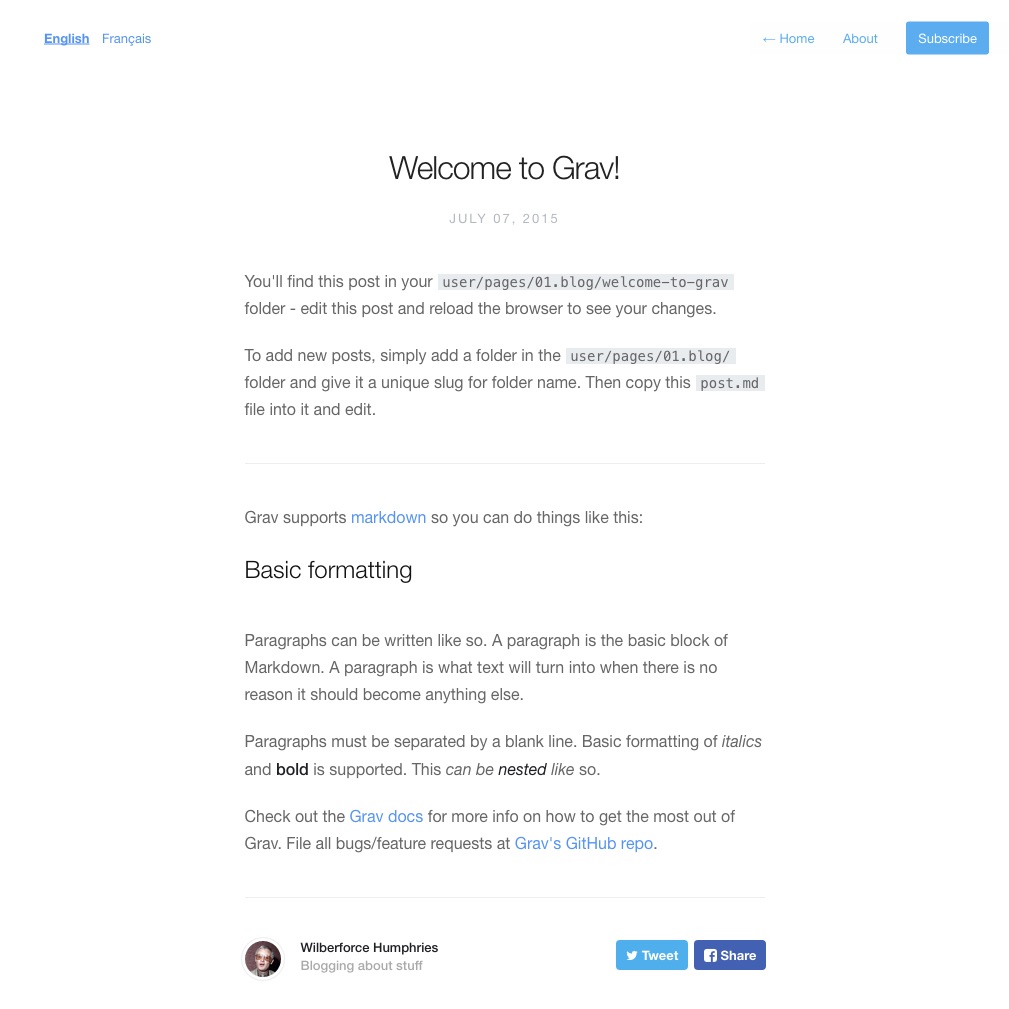 English Français ← Home About Subscribe
Welcome to Grav!
JULY 07, 2015
You'll find this post in your user/pages/01.blog/welcome-to-grav
folder - edit this post and reload the browser to see your changes.
To add new posts, simply add a folder in the user/pages/01.blog/
folder and give it a unique slug for folder name. Then copy this post.md
file into it and edit.
Grav supports markdown so you can do things like this:
Basic formatting
Paragraphs can be written like so. A paragraph is the basic block of
Markdown. A paragraph is what text will turn into when there is no
reason it should become anything else.
Paragraphs must be separated by a blank line. Basic formatting of italics
and bold is supported. This can be nested like so.
Check out the Grav docs for more info on how to get the most out of
Grav. File all bugs/feature requests at Grav's GitHub repo.
Wilberforce Humphries
Blogging about stuff
Tweet Share